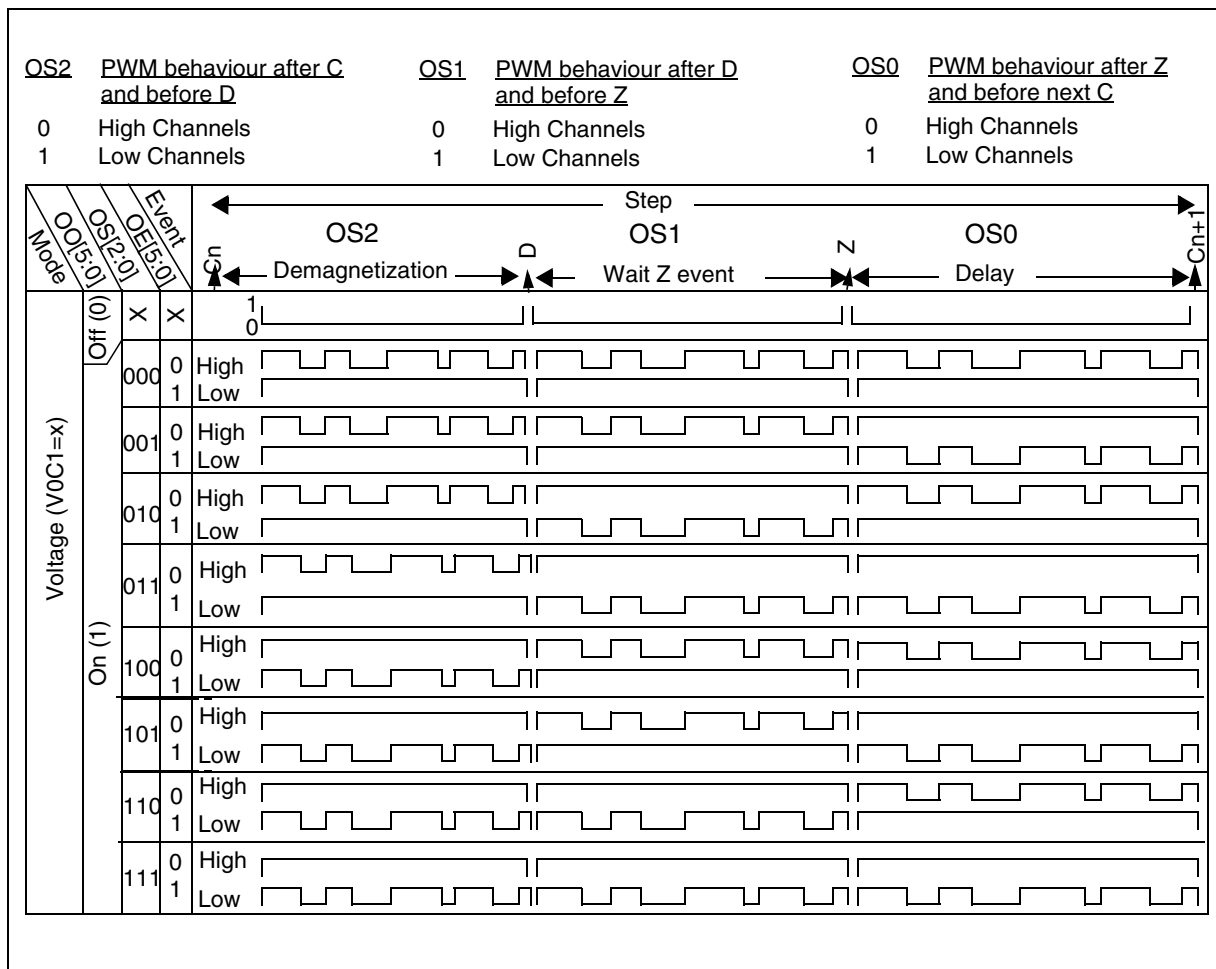 OS2 PWM behaviour after C and before D
0 High Channels
1 Low Channels
OS1 PWM behaviour after D and before Z
0 High Channels
1 Low Channels
OS0 PWM behaviour after Z and before next C
0 High Channels
1 Low Channels
Mode
OO[5:0]
OS[2:0]
OE[5:0]
Event
Step
Cn
OS2
Demagnetization
D
OS1
Wait Z event
Z
OS0
Delay
Cn+1
Voltage (V0C1=x)
Off (0)
X
X
1
0
On (1)
000
0 High
1 Low
001
0 High
1 Low
010
0 High
1 Low
011
0 High
1 Low
100
0 High
1 Low
101
0 High
1 Low
110
0 High
1 Low
111
0 High
1 Low